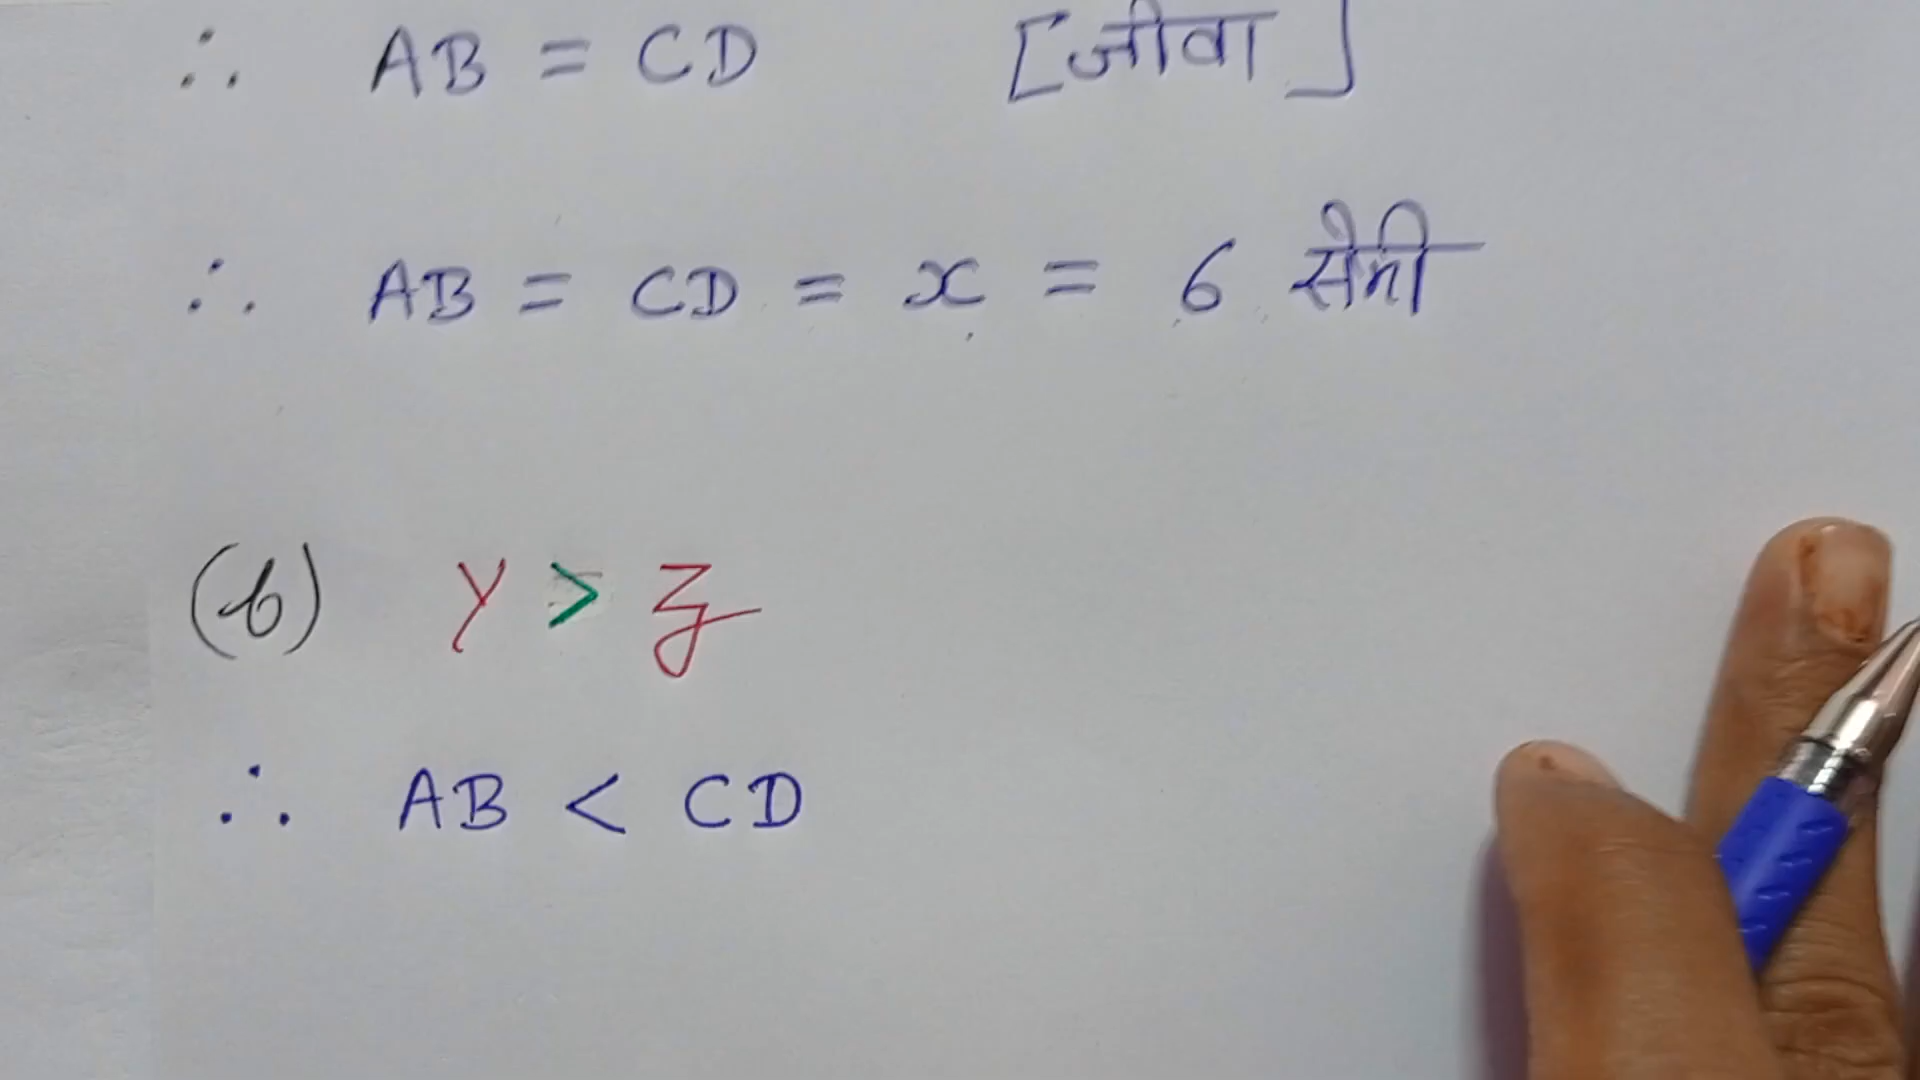 ∴ AB = CD [जीवा]
∴ AB = CD = x = 6 सेमी
(b) y > z
∴ AB < CD